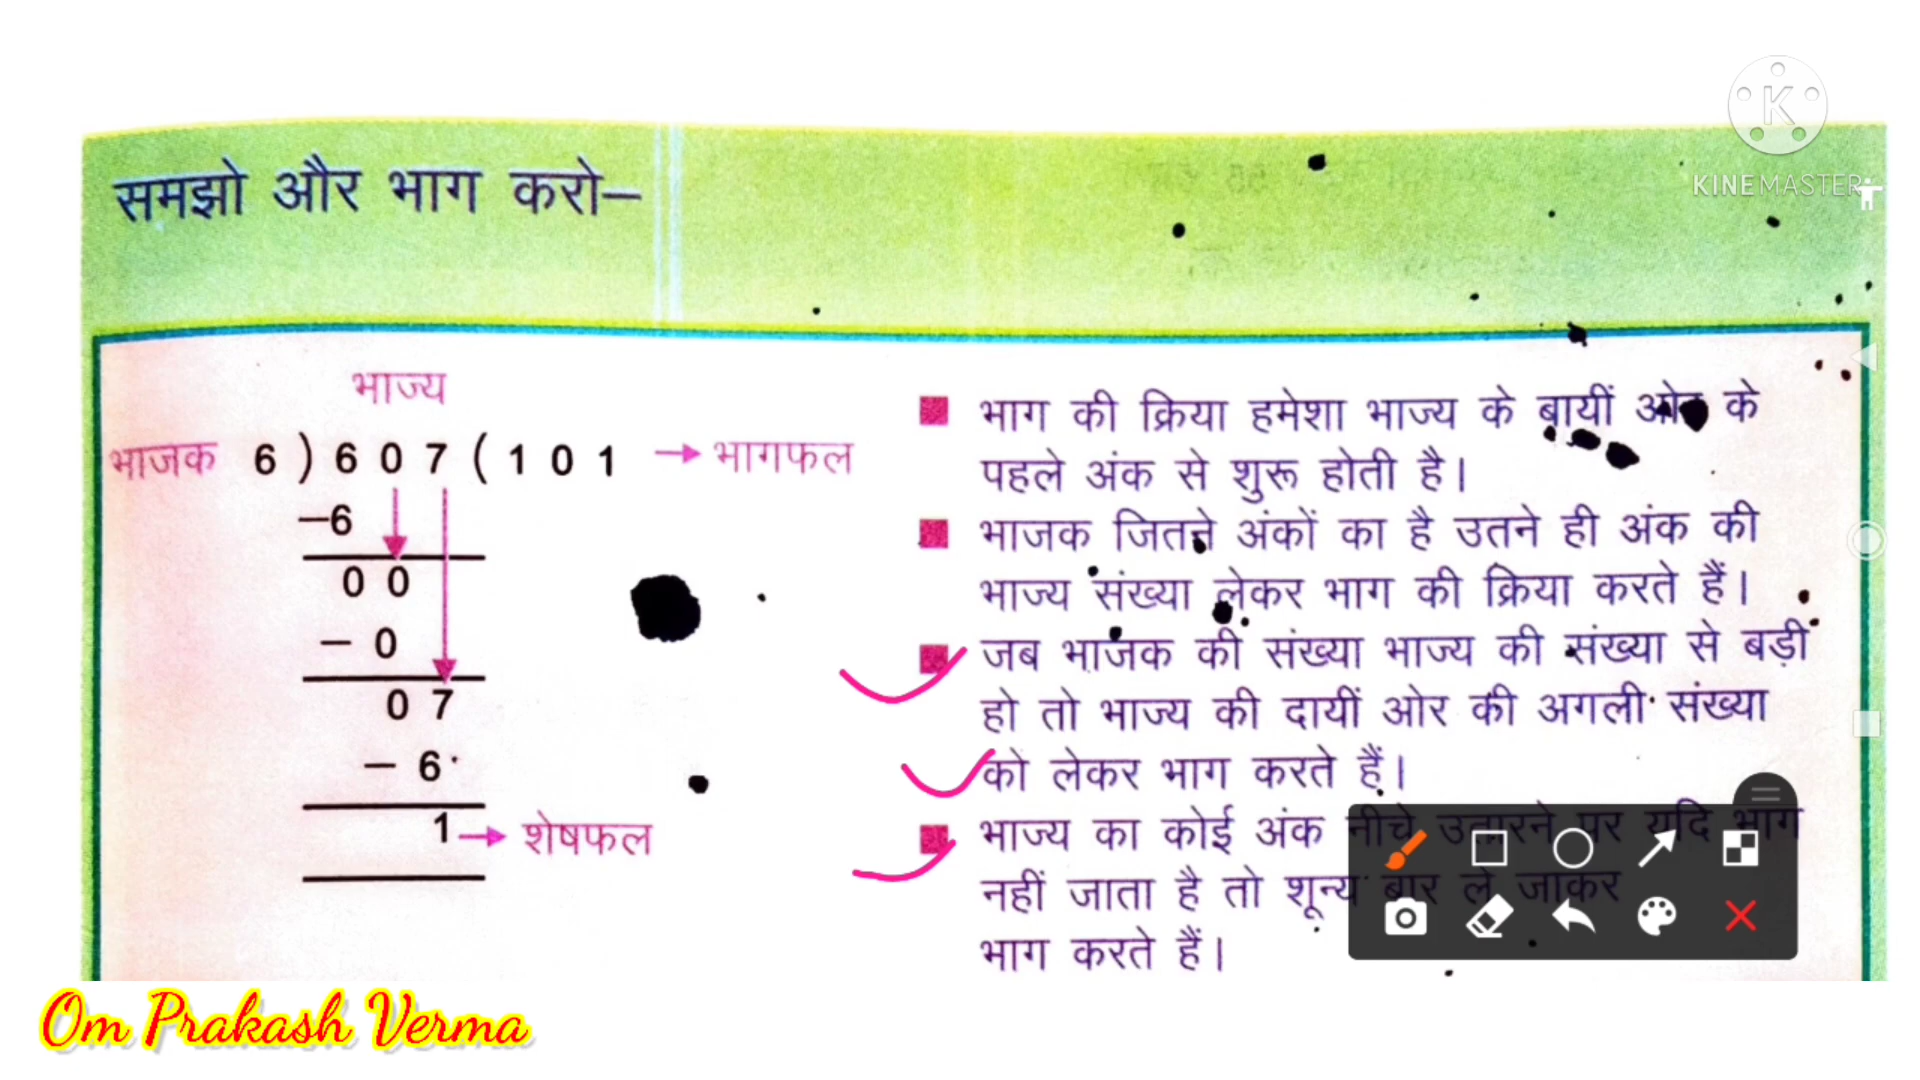 समझो और भाग करो–
KINEMASTER
भाज्य
भाजक 6 ) 6 0 7 ( 1 0 1 → भागफल
–6
0 0
– 0
0 7
– 6
1 → शेषफल
भाग की क्रिया हमेशा भाज्य के बायीं ओर के
पहले अंक से शुरू होती है।
भाजक जितने अंकों का है उतने ही अंक की
भाज्य संख्या लेकर भाग की क्रिया करते हैं।
जब भाजक की संख्या भाज्य की संख्या से बड़ी
हो तो भाज्य की दायीं ओर की अगली संख्या
को लेकर भाग करते हैं।
भाज्य का कोई अंक नीचे उतारने पर यदि भाग
नहीं जाता है तो शून्य बार ले जाकर
भाग करते हैं।
Om Prakash Verma